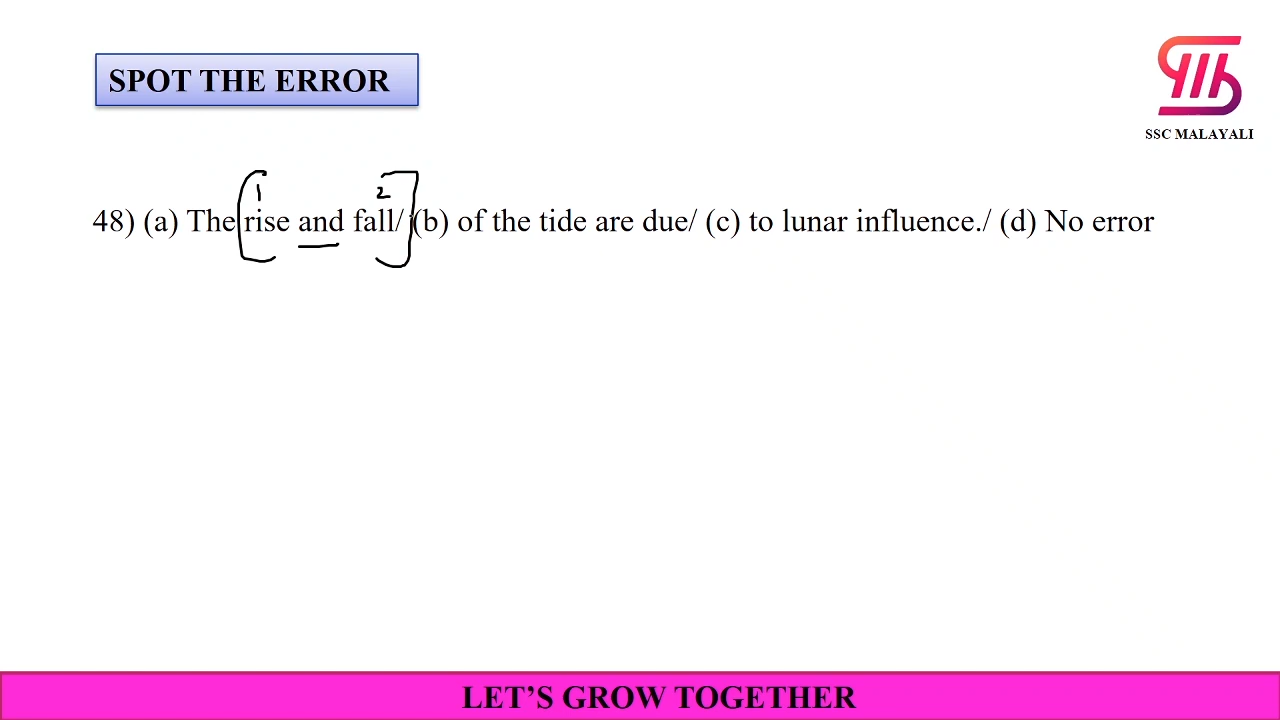 SPOT THE ERROR
SSC MALAYALI
1 2
48) (a) The rise and fall/ (b) of the tide are due/ (c) to lunar influence./ (d) No error
LET'S GROW TOGETHER